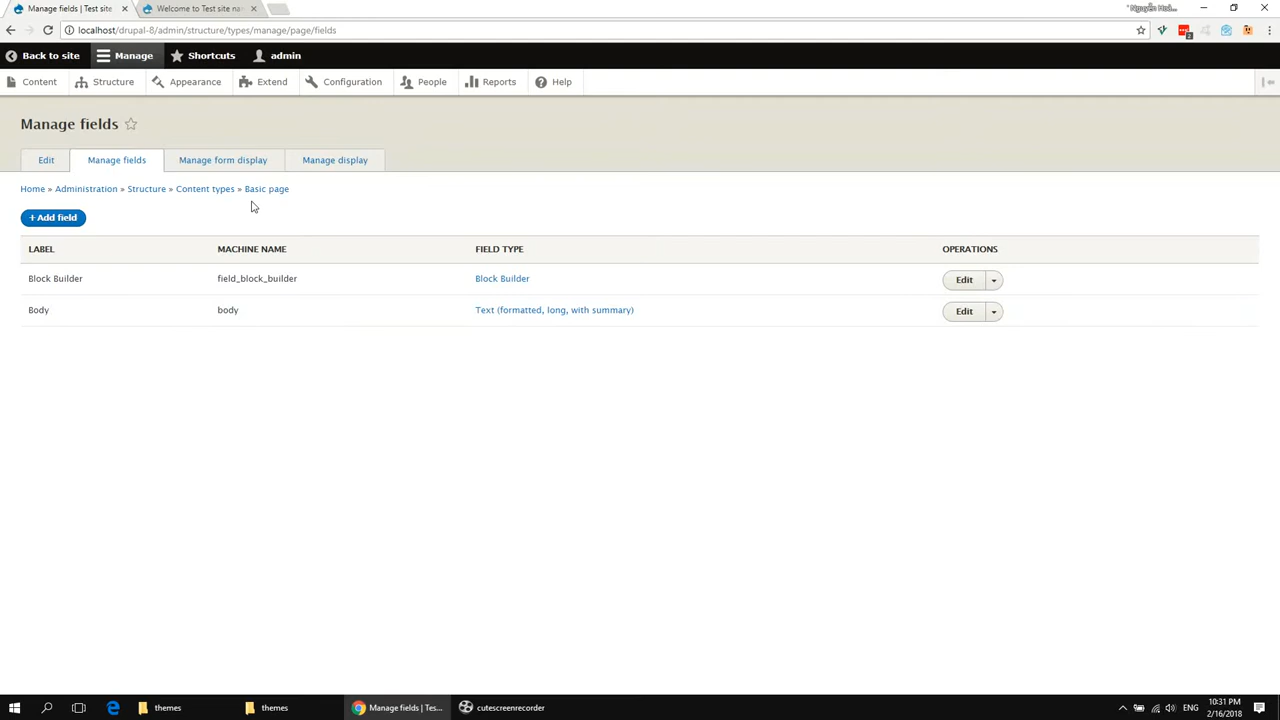 Manage fields | Test site
Welcome to Test site na
Nguyễn Hoà...
localhost/drupal-8/admin/structure/types/manage/page/fields
Back to site Manage Shortcuts admin
Content Structure Appearance Extend Configuration People Reports Help
Manage fields
Edit Manage fields Manage form display Manage display
Home » Administration » Structure » Content types » Basic page
+ Add field
LABEL MACHINE NAME FIELD TYPE OPERATIONS
Block Builder field_block_builder Block Builder Edit
Body body Text (formatted, long, with summary) Edit
themes themes Manage fields | Tes... cutescreenrecorder ENG 10:31 PM
2/16/2018